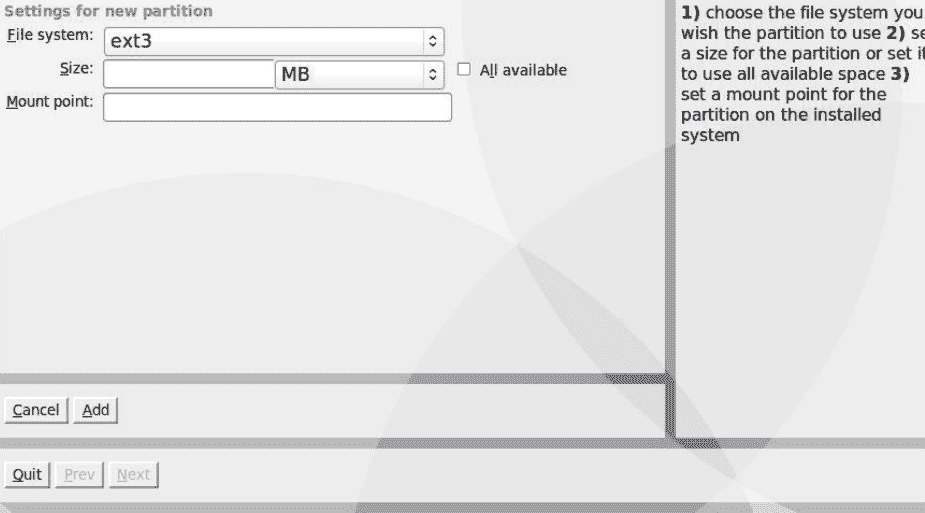 Settings for new partition
File system: ext3
Size: MB All available
Mount point:
Cancel Add
Quit Prev Next
1) choose the file system you
wish the partition to use 2) se
a size for the partition or set it
to use all available space 3)
set a mount point for the
partition on the installed
system